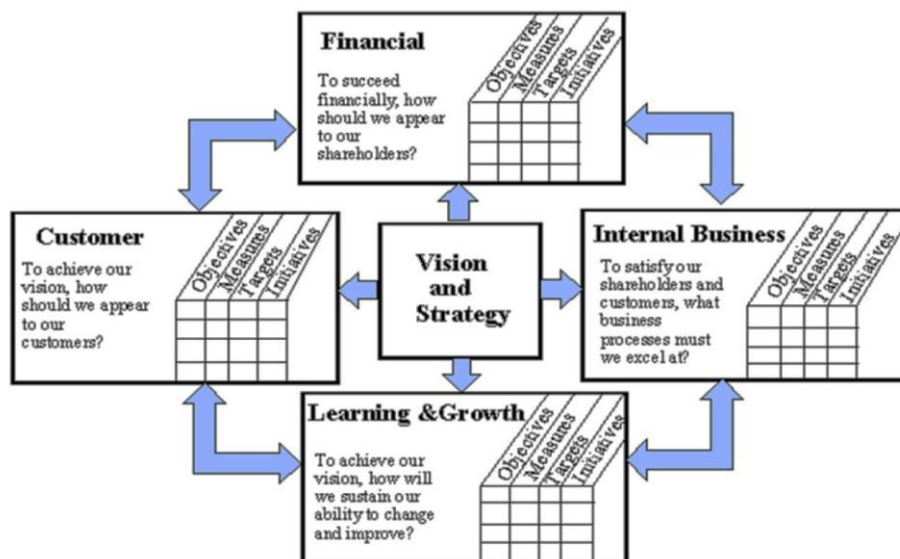 Financial
To succeed
financially, how
should we appear
to our
shareholders?
Objectives
Measures
Targets
Initiatives
Customer
To achieve our
vision, how
should we appear
to our
customers?
Objectives
Measures
Targets
Initiatives
Vision
and
Strategy
Internal Business
To satisfy our
shareholders and
customers, what
business
processes must
we excel at?
Objectives
Measures
Targets
Initiatives
Learning &Growth
To achieve our
vision, how will
we sustain our
ability to change
and improve?
Objectives
Measures
Targets
Initiatives